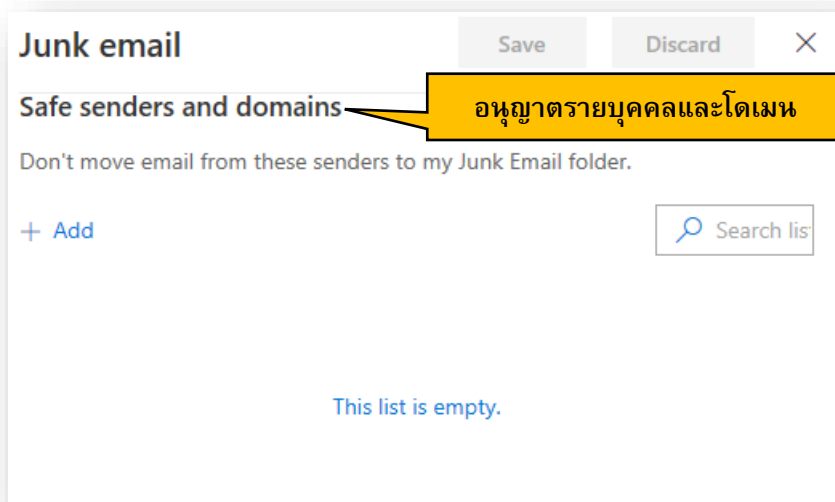 Junk email
Save
Discard
Safe senders and domains
อนุญาตรายบุคคลและโดเมน
Don't move email from these senders to my Junk Email folder.
+ Add
Search lis
This list is empty.